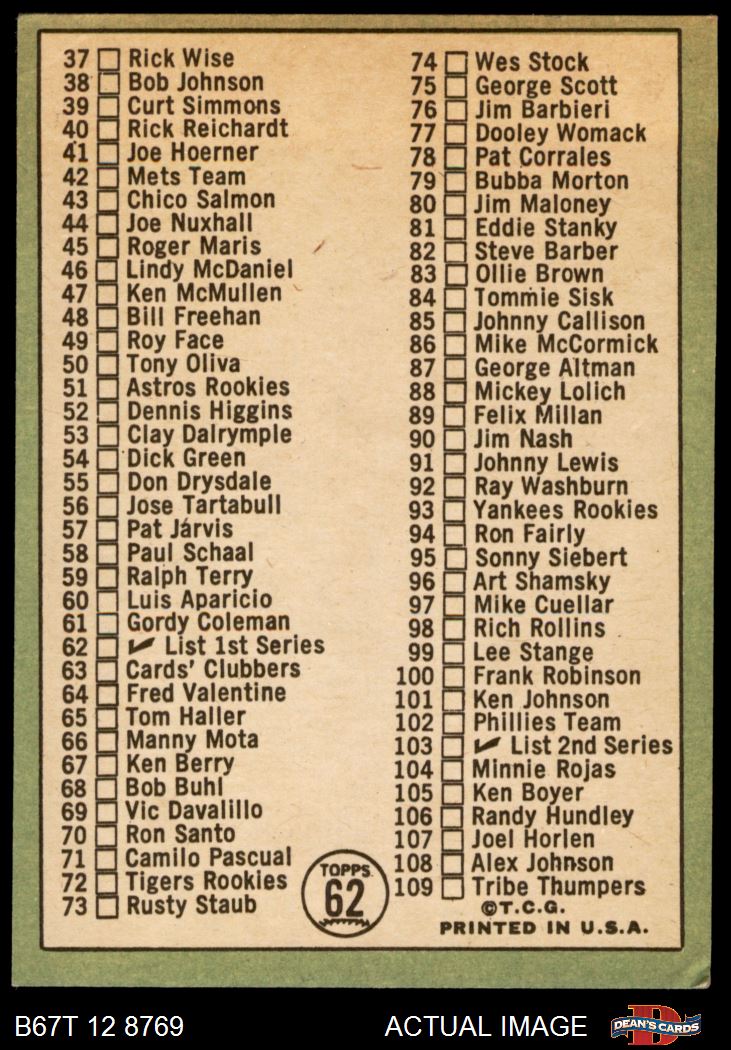 37 Rick Wise
38 Bob Johnson
39 Curt Simmons
40 Rick Reichardt
41 Joe Hoerner
42 Mets Team
43 Chico Salmon
44 Joe Nuxhall
45 Roger Maris
46 Lindy McDaniel
47 Ken McMullen
48 Bill Freehan
49 Roy Face
50 Tony Oliva
51 Astros Rookies
52 Dennis Higgins
53 Clay Dalrymple
54 Dick Green
55 Don Drysdale
56 Jose Tartabull
57 Pat Jarvis
58 Paul Schaal
59 Ralph Terry
60 Luis Aparicio
61 Gordy Coleman
62 ✔ List 1st Series
63 Cards' Clubbers
64 Fred Valentine
65 Tom Haller
66 Manny Mota
67 Ken Berry
68 Bob Buhl
69 Vic Davalillo
70 Ron Santo
71 Camilo Pascual
72 Tigers Rookies
73 Rusty Staub
TOPPS
62
74 Wes Stock
75 George Scott
76 Jim Barbieri
77 Dooley Womack
78 Pat Corrales
79 Bubba Morton
80 Jim Maloney
81 Eddie Stanky
82 Steve Barber
83 Ollie Brown
84 Tommie Sisk
85 Johnny Callison
86 Mike McCormick
87 George Altman
88 Mickey Lolich
89 Felix Millan
90 Jim Nash
91 Johnny Lewis
92 Ray Washburn
93 Yankees Rookies
94 Ron Fairly
95 Sonny Siebert
96 Art Shamsky
97 Mike Cuellar
98 Rich Rollins
99 Lee Stange
100 Frank Robinson
101 Ken Johnson
102 Phillies Team
103 ✔ List 2nd Series
104 Minnie Rojas
105 Ken Boyer
106 Randy Hundley
107 Joel Horlen
108 Alex Johnson
109 Tribe Thumpers
©T.C.G.
PRINTED IN U.S.A.
B67T 12 8769
ACTUAL IMAGE
D
DEAN'S CARDS